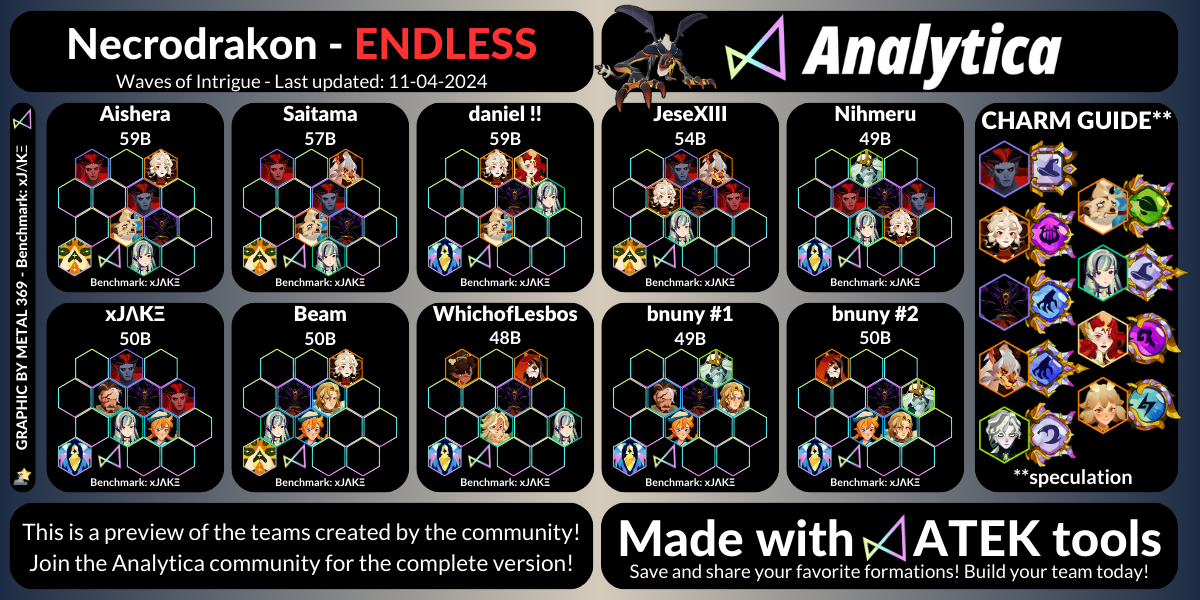 Necrodrakon - ENDLESS
Waves of Intrigue - Last updated: 11-04-2024
Analytica
GRAPHIC BY METAL 369 - Benchmark: xJΛKΞ
Aishera
59B
Benchmark: xJΛKΞ
Saitama
57B
Benchmark: xJΛKΞ
daniel !!
59B
Benchmark: xJΛKΞ
JeseXIII
54B
Benchmark: xJΛKΞ
Nihmeru
49B
Benchmark: xJΛKΞ
xJΛKΞ
50B
Benchmark: xJΛKΞ
Beam
50B
Benchmark: xJΛKΞ
WhichofLesbos
48B
Benchmark: xJΛKΞ
bnuny #1
49B
Benchmark: xJΛKΞ
bnuny #2
50B
Benchmark: xJΛKΞ
CHARM GUIDE**
**speculation
This is a preview of the teams created by the community!
Join the Analytica community for the complete version!
Made with ATEK tools
Save and share your favorite formations! Build your team today!